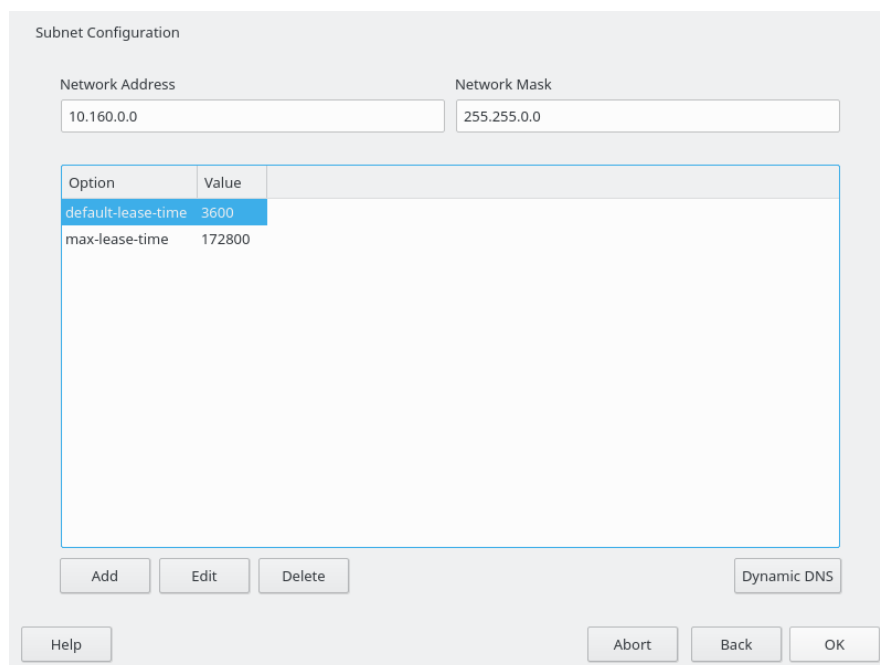 Subnet Configuration
Network Address Network Mask
10.160.0.0 255.255.0.0
Option Value
default-lease-time 3600
max-lease-time 172800
Add Edit Delete Dynamic DNS
Help Abort Back OK